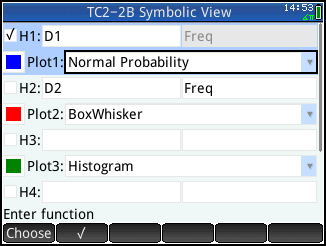 TC2-2B Symbolic View 14:53
√ H1: D1 Freq
Plot1: Normal Probability
H2: D2 Freq
Plot2: BoxWhisker
H3:
Plot3: Histogram
H4:
Enter function
Choose √